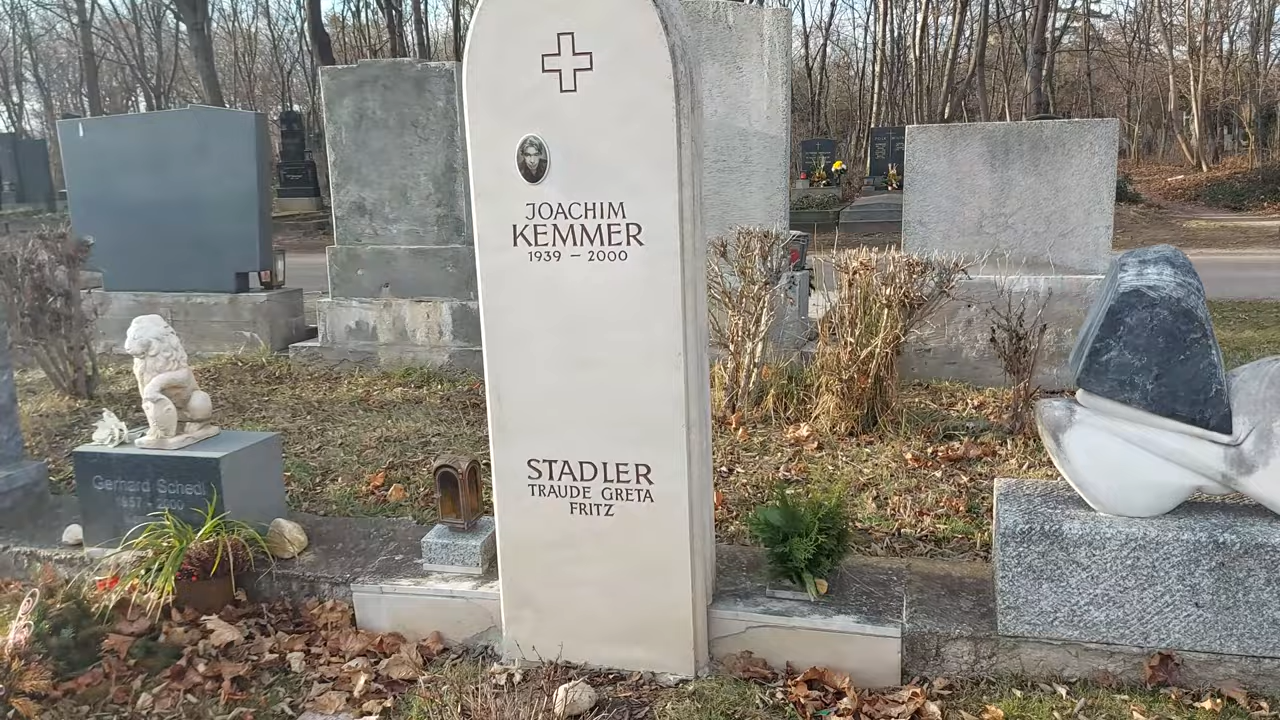 JOACHIM
KEMMER
1939 – 2000
STADLER
TRAUDE GRETA
FRITZ
Gerhard Schedl